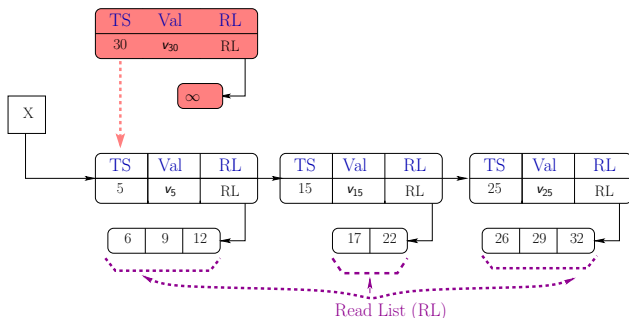 TS Val RL
30 v30 RL
∞
X
TS Val RL TS Val RL TS Val RL
5 v5 RL 15 v15 RL 25 v25 RL
6 9 12 17 22 26 29 32
Read List (RL)